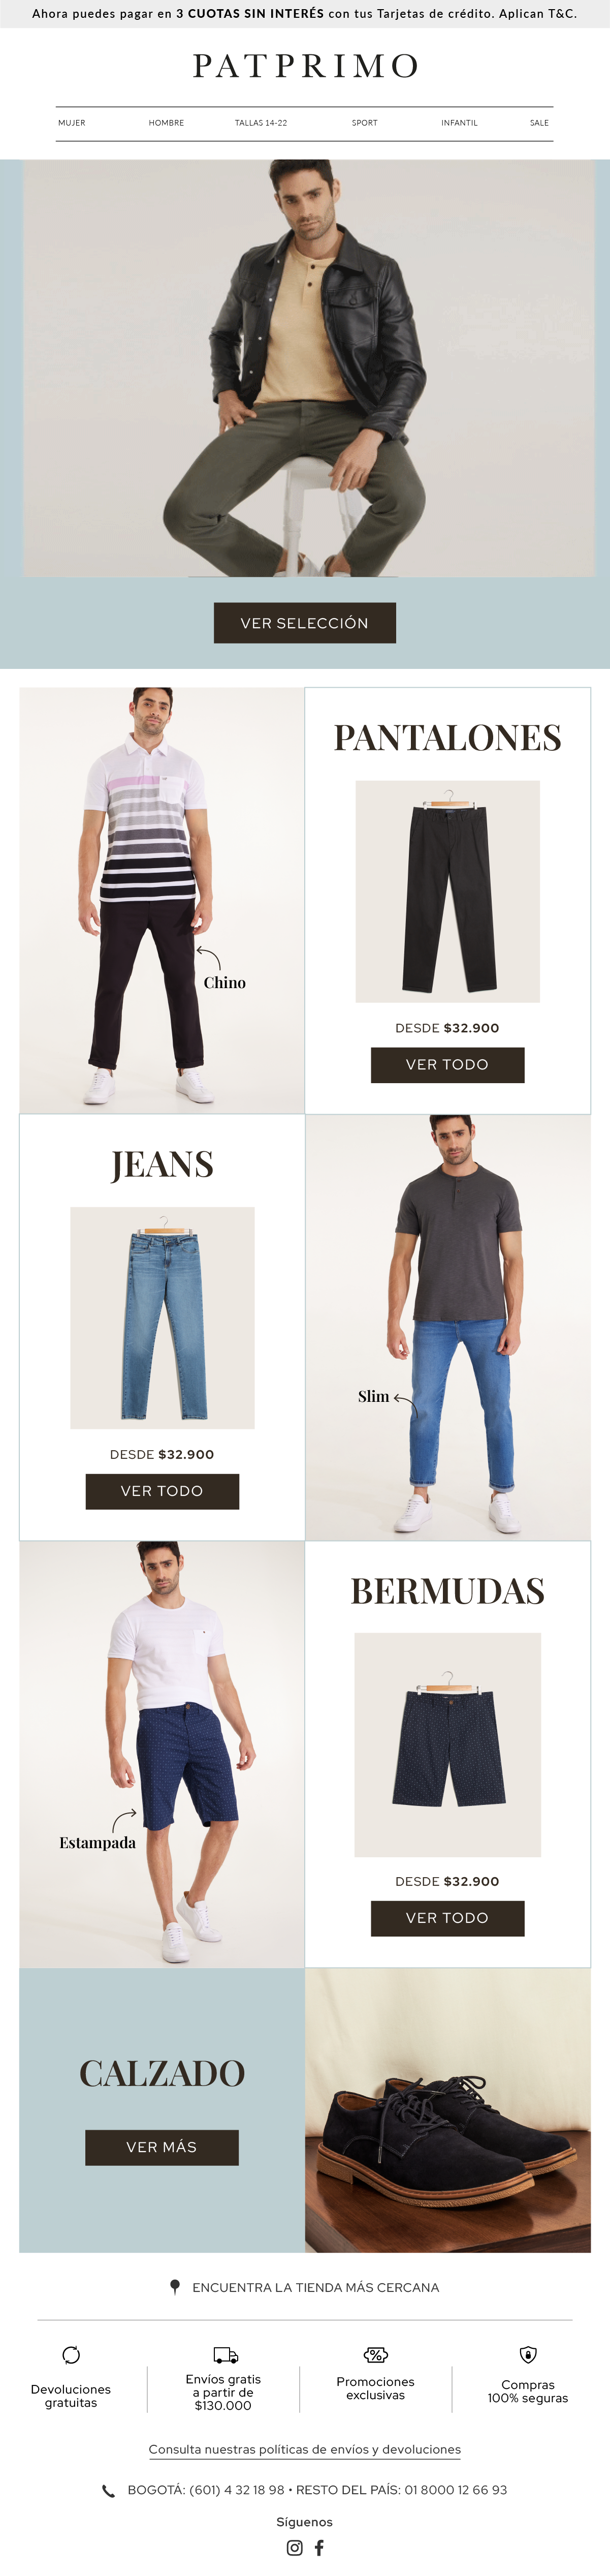 Ahora puedes pagar en 3 CUOTAS SIN INTERÉS con tus Tarjetas de crédito. Aplican T&C.
PATPRIMO
MUJER HOMBRE TALLAS 14-22 SPORT INFANTIL SALE
VER SELECCIÓN
PANTALONES
Chino
DESDE $32.900
VER TODO
JEANS
DESDE $32.900
VER TODO
Slim
BERMUDAS
Estampada
DESDE $32.900
VER TODO
CALZADO
VER MÁS
ENCUENTRA LA TIENDA MÁS CERCANA
Devoluciones
gratuitas
Envíos gratis
a partir de
$130.000
Promociones
exclusivas
Compras
100% seguras
Consulta nuestras políticas de envíos y devoluciones
BOGOTÁ: (601) 4 32 18 98 • RESTO DEL PAÍS: 01 8000 12 66 93
Síguenos